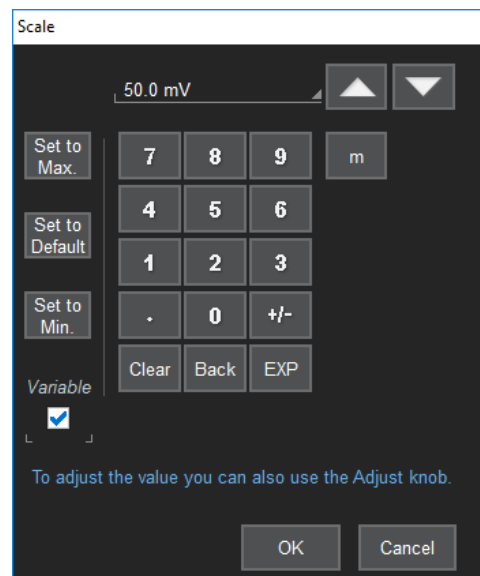 Scale
50.0 mV
Set to
Max.
7 8 9 m
4 5 6
Set to
Default
1 2 3
Set to
Min.
. 0 +/-
Clear Back EXP
Variable
To adjust the value you can also use the Adjust knob.
OK Cancel